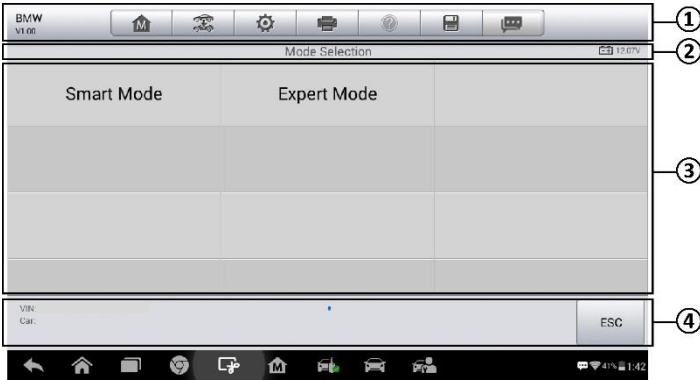 BMW
V1.00
M
①
Mode Selection
12.07V
②
Smart Mode
Expert Mode
③
VIN:
Car:
ESC
④
M
41%
1:42